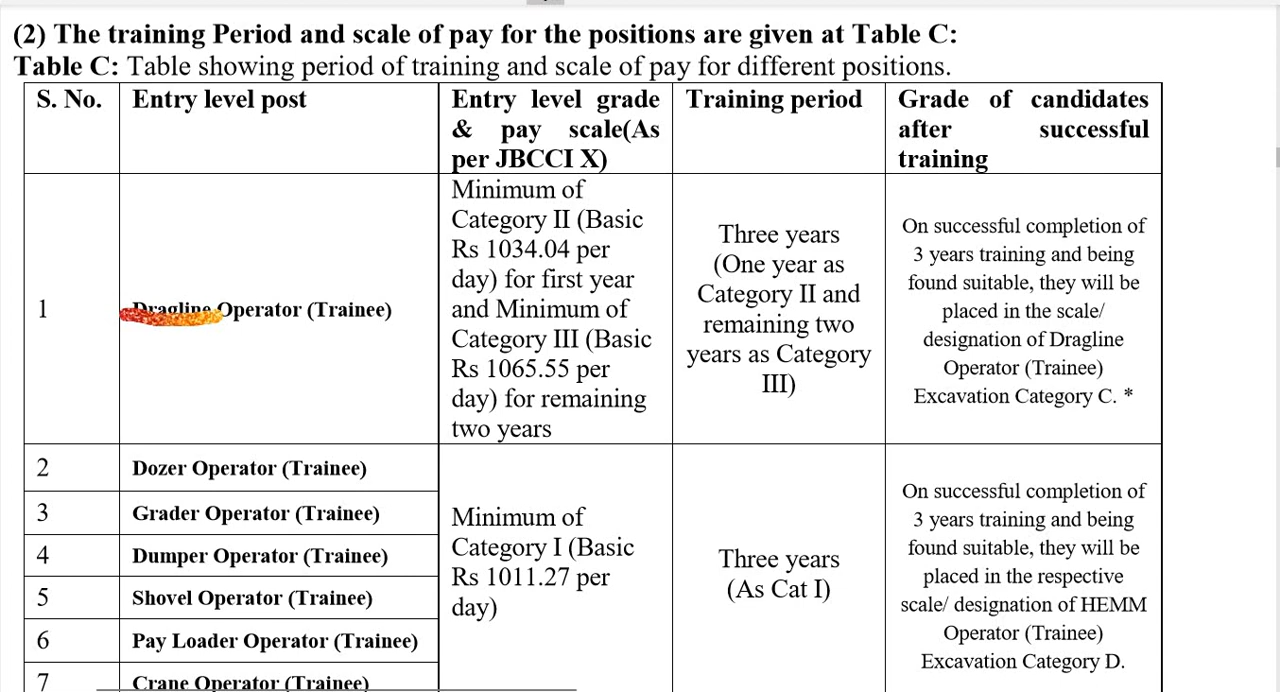 (2) The training Period and scale of pay for the positions are given at Table C:
Table C: Table showing period of training and scale of pay for different positions.
S. No.
Entry level post
Entry level grade
& pay scale(As
per JBCCI X)
Training period
Grade of candidates
after successful
training
1
Dragline Operator (Trainee)
Minimum of
Category II (Basic
Rs 1034.04 per
day) for first year
and Minimum of
Category III (Basic
Rs 1065.55 per
day) for remaining
two years
Three years
(One year as
Category II and
remaining two
years as Category
III)
On successful completion of
3 years training and being
found suitable, they will be
placed in the scale/
designation of Dragline
Operator (Trainee)
Excavation Category C. *
2
Dozer Operator (Trainee)
3
Grader Operator (Trainee)
4
Dumper Operator (Trainee)
5
Shovel Operator (Trainee)
6
Pay Loader Operator (Trainee)
7
Crane Operator (Trainee)
Minimum of
Category I (Basic
Rs 1011.27 per
day)
Three years
(As Cat I)
On successful completion of
3 years training and being
found suitable, they will be
placed in the respective
scale/ designation of HEMM
Operator (Trainee)
Excavation Category D.